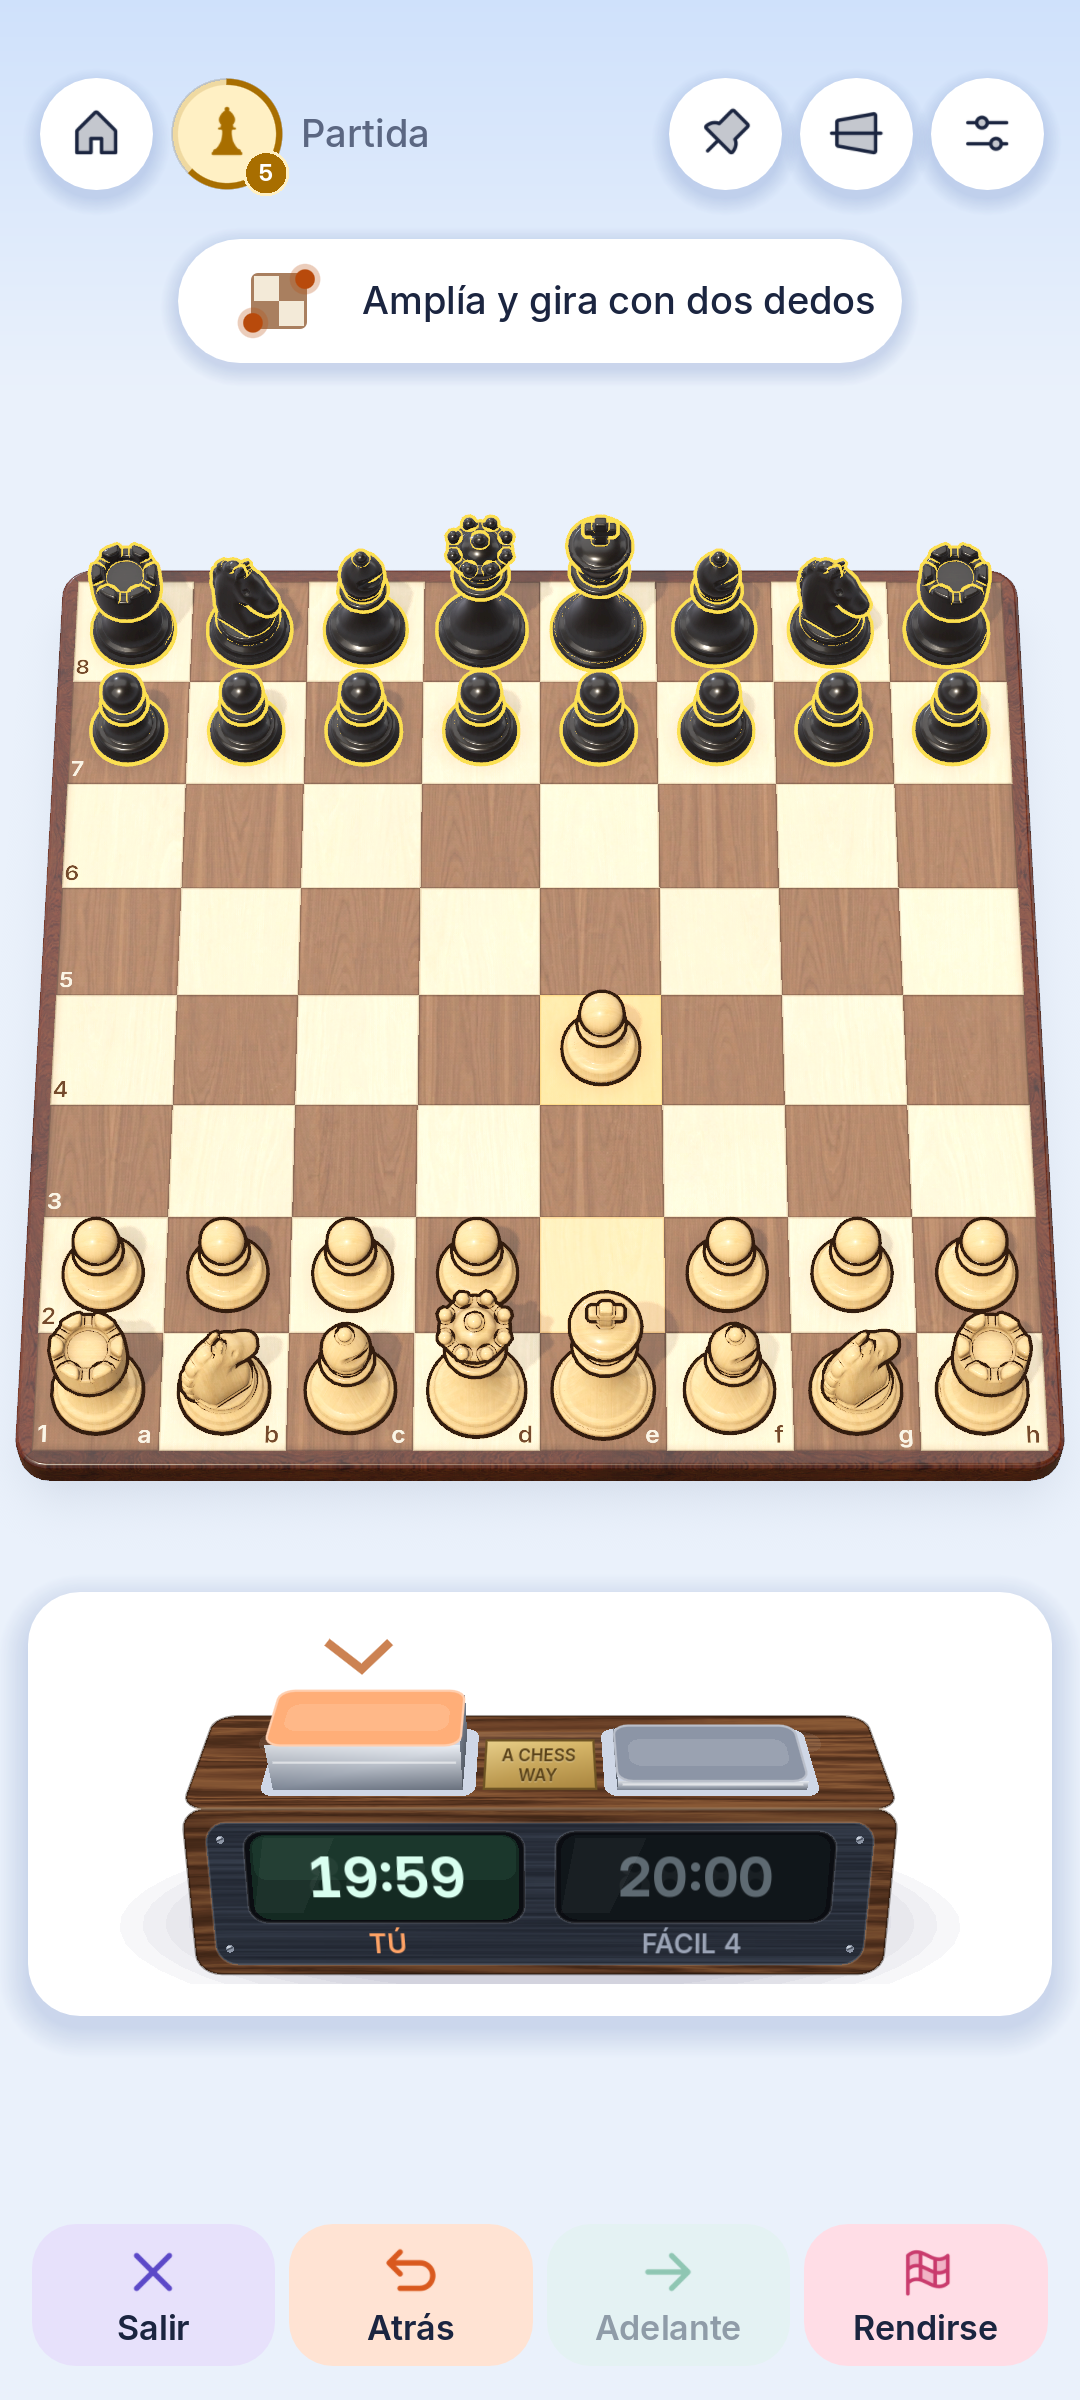 Partida
5
Amplía y gira con dos dedos
8
7
6
5
4
3
2
1 a b c d e f g h
A CHESS
WAY
19:59 20:00
TÚ FÁCIL 4
Salir Atrás Adelante Rendirse